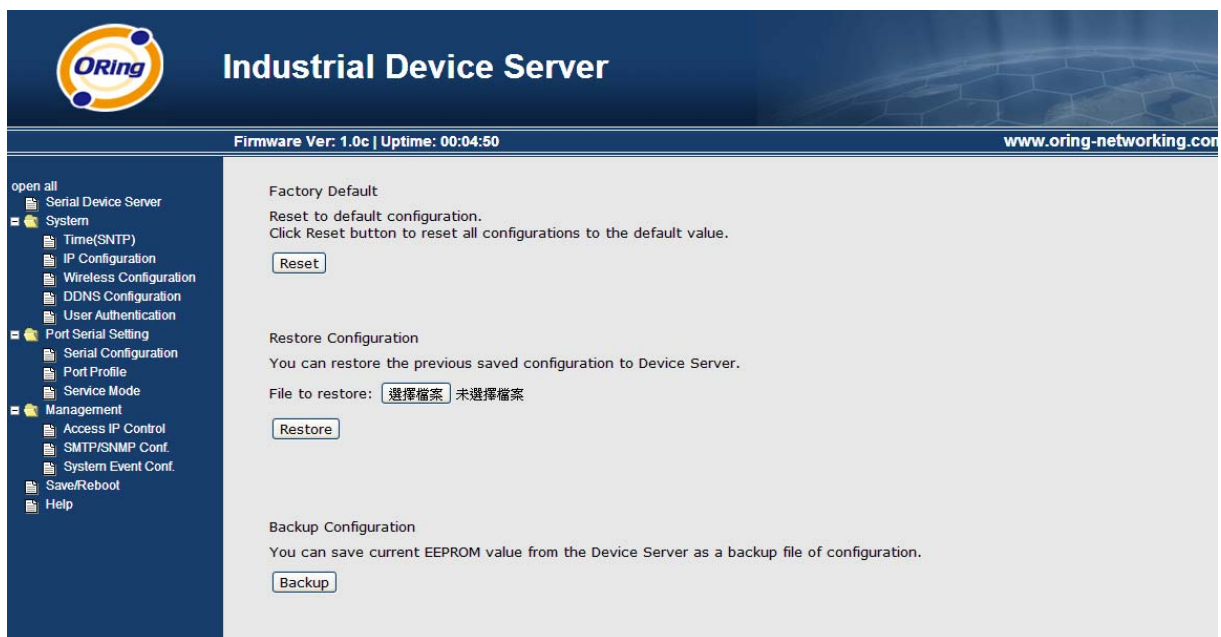 ORing
Industrial Device Server
Firmware Ver: 1.0c | Uptime: 00:04:50
www.oring-networking.com
open all
Serial Device Server
System
Time(SNTP)
IP Configuration
Wireless Configuration
DDNS Configuration
User Authentication
Port Serial Setting
Serial Configuration
Port Profile
Service Mode
Management
Access IP Control
SMTP/SNMP Conf.
System Event Conf.
Save/Reboot
Help
Factory Default
Reset to default configuration.
Click Reset button to reset all configurations to the default value.
Reset
Restore Configuration
You can restore the previous saved configuration to Device Server.
File to restore: 選擇檔案 未選擇檔案
Restore
Backup Configuration
You can save current EEPROM value from the Device Server as a backup file of configuration.
Backup